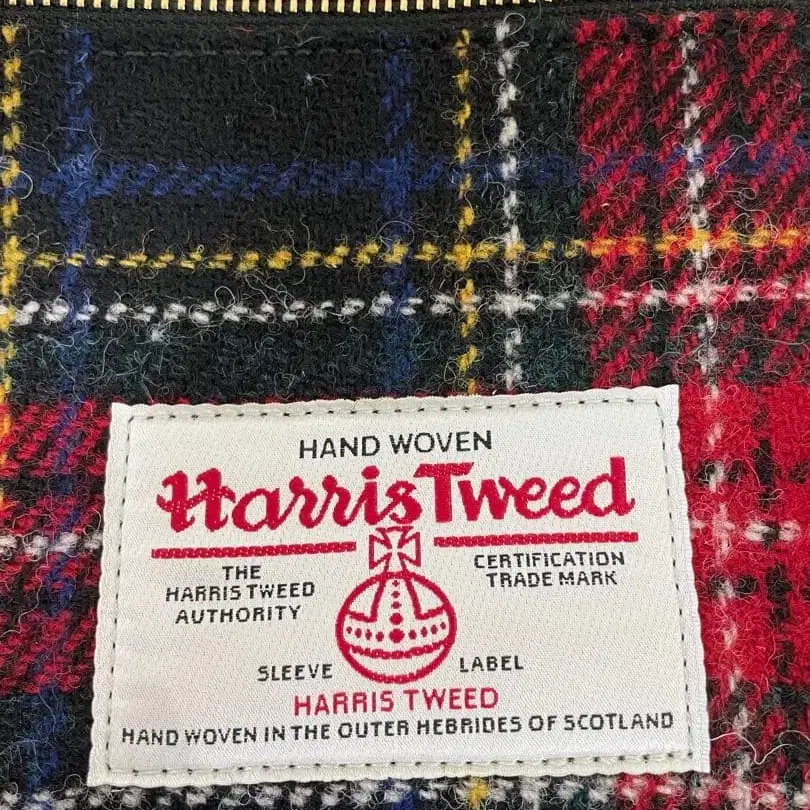 HAND WOVEN
Harris Tweed
THE
HARRIS TWEED
AUTHORITY
CERTIFICATION
TRADE MARK
SLEEVE LABEL
HARRIS TWEED
HAND WOVEN IN THE OUTER HEBRIDES OF SCOTLAND